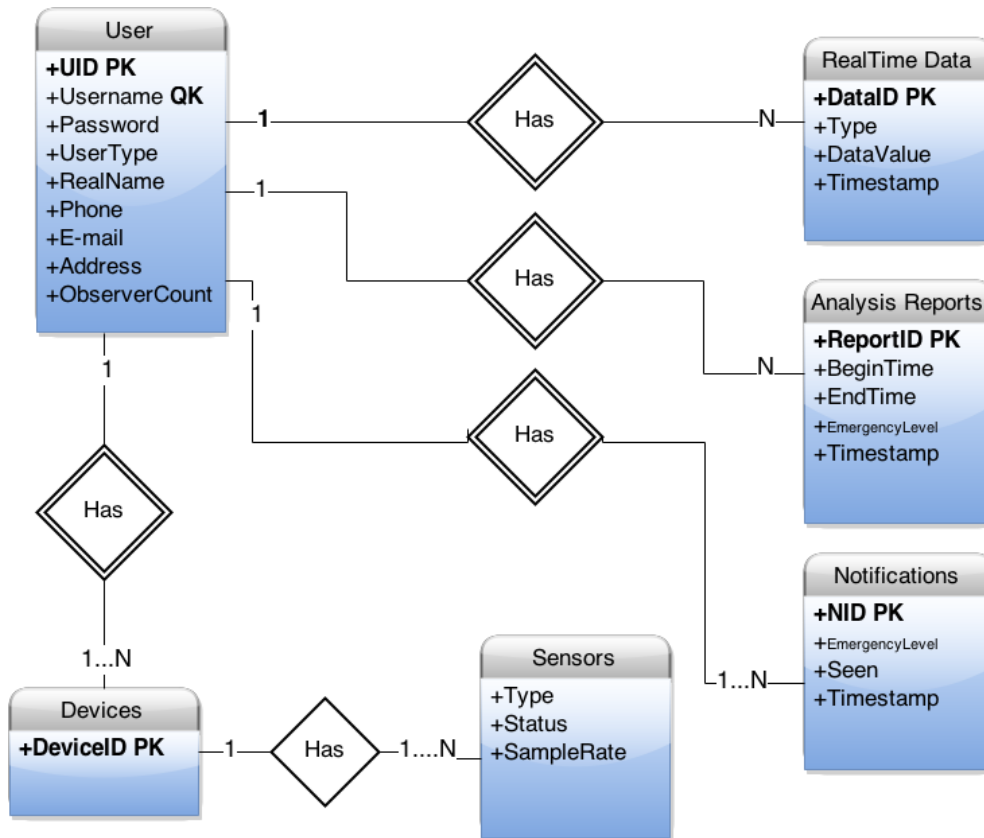 User
+UID PK
+Username QK
+Password
+UserType
+RealName
+Phone
+E-mail
+Address
+ObserverCount
1
Has
N
RealTime Data
+DataID PK
+Type
+DataValue
+Timestamp
1
Has
N
Analysis Reports
+ReportID PK
+BeginTime
+EndTime
+EmergencyLevel
+Timestamp
1
Has
1...N
Notifications
+NID PK
+EmergencyLevel
+Seen
+Timestamp
1
Has
1...N
Devices
+DeviceID PK
1
Has
1....N
Sensors
+Type
+Status
+SampleRate